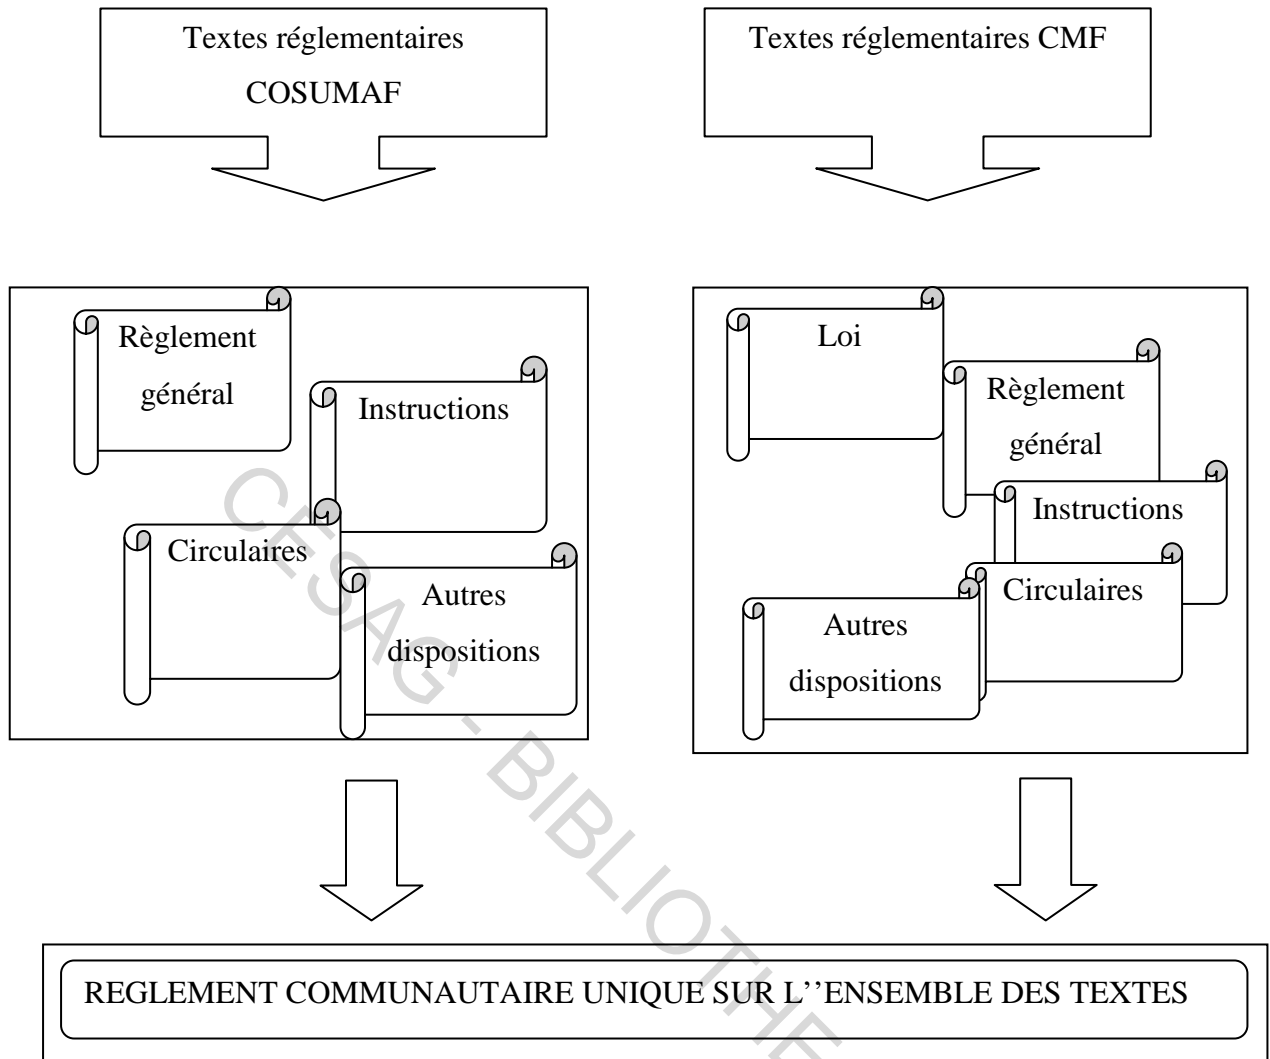 Textes réglementaires
COSUMAF
Textes réglementaires CMF
Règlement
général
Instructions
Circulaires
Autres
dispositions
Loi
Règlement
général
Instructions
Circulaires
Autres
dispositions
CESAG - BIBLIOTHE
REGLEMENT COMMUNAUTAIRE UNIQUE SUR L’’ENSEMBLE DES TEXTES